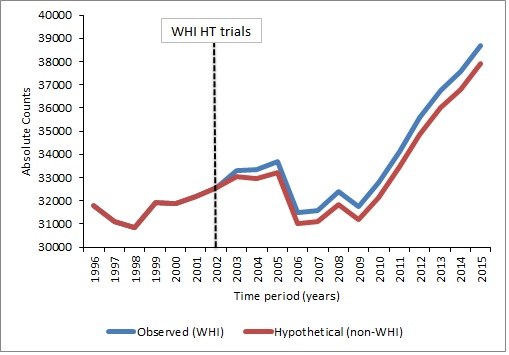 WHI HT trials
Absolute Counts
40000
39000
38000
37000
36000
35000
34000
33000
32000
31000
30000
1996 1997 1998 1999 2000 2001 2002 2003 2004 2005 2006 2007 2008 2009 2010 2011 2012 2013 2014 2015
Time period (years)
Observed (WHI) Hypothetical (non-WHI)